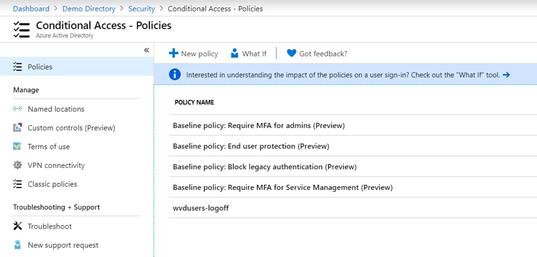 Dashboard > Demo Directory > Security > Conditional Access - Policies
Conditional Access - Policies
Azure Active Directory
«
Policies
Manage
Named locations
Custom controls (Preview)
Terms of use
VPN connectivity
Classic policies
Troubleshooting + Support
Troubleshoot
New support request
New policy
What If
Got feedback?
Interested in understanding the impact of the policies on a user sign-in? Check out the "What If" tool. →
POLICY NAME
Baseline policy: Require MFA for admins (Preview)
Baseline policy: End user protection (Preview)
Baseline policy: Block legacy authentication (Preview)
Baseline policy: Require MFA for Service Management (Preview)
wvdusers-logoff